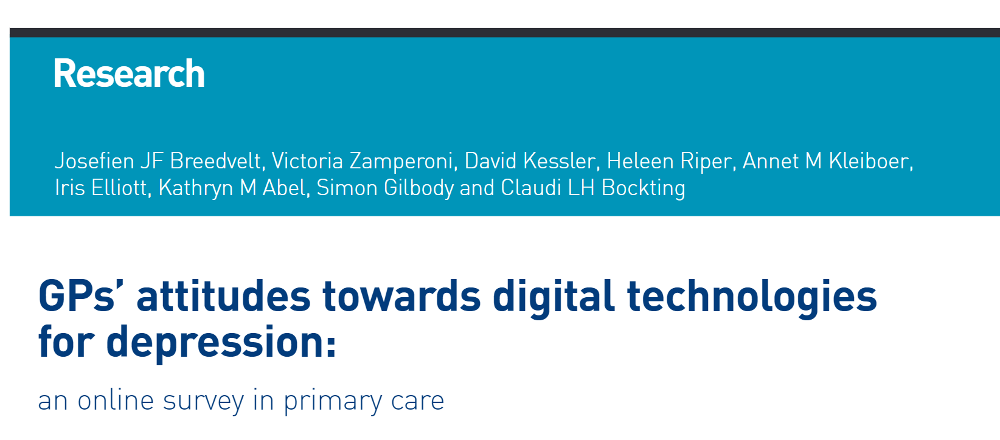 Research
Josefien JF Breedvelt, Victoria Zamperoni, David Kessler, Heleen Riper, Annet M Kleiboer,
Iris Elliott, Kathryn M Abel, Simon Gilbody and Claudi LH Bockting
GPs’ attitudes towards digital technologies
for depression:
an online survey in primary care